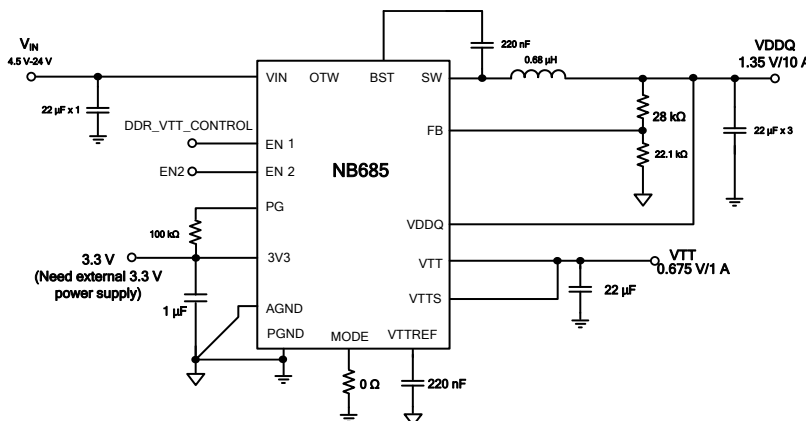 V_IN
4.5 V-24 V
22 µF x 1
DDR_VTT_CONTROL
EN2
3.3 V
(Need external 3.3 V
power supply)
100 kΩ
1 µF
VIN
OTW
BST
SW
EN 1
FB
EN 2
NB685
PG
VDDQ
3V3
VTT
VTTS
AGND
PGND
MODE
VTTREF
0 Ω
220 nF
220 nF
0.68 µH
VDDQ
1.35 V/10 A
28 kΩ
22.1 kΩ
22 µF x 3
VTT
0.675 V/1 A
22 µF